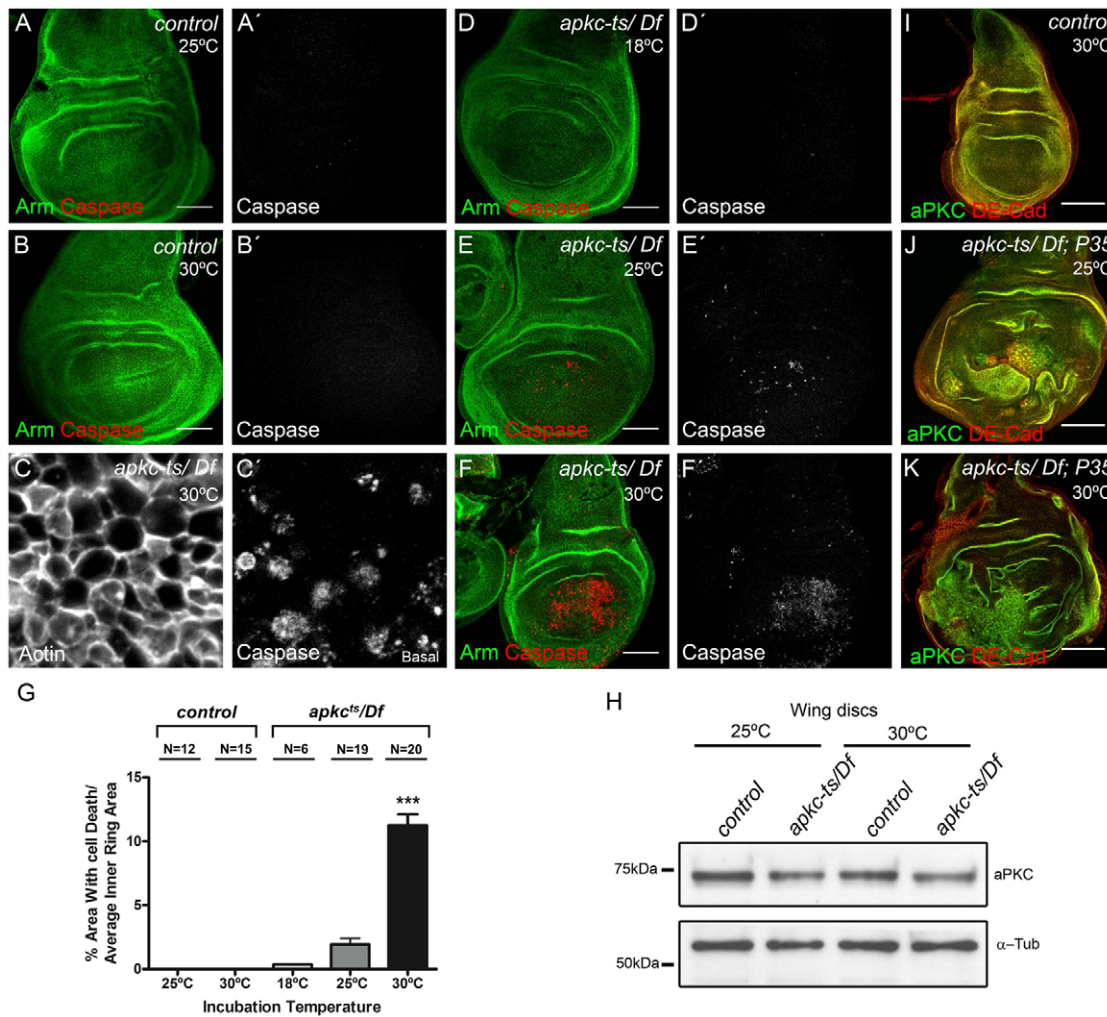 A
control
25ºC
Arm Caspase
A´
Caspase
D
apkc-ts/ Df
18ºC
Arm Caspase
D´
Caspase
I
control
30ºC
aPKC DE-Cad
B
control
30ºC
Arm Caspase
B´
Caspase
E
apkc-ts/ Df
25ºC
Arm Caspase
E´
Caspase
J
apkc-ts/ Df; P35
25ºC
aPKC DE-Cad
C
apkc-ts/ Df
30ºC
Actin
C´
Caspase
Basal
F
apkc-ts/ Df
30ºC
Arm Caspase
F´
Caspase
K
apkc-ts/ Df; P35
30ºC
aPKC DE-Cad
G
control
apkcts/Df
N=12
N=15
N=6
N=19
N=20
% Area With cell Death/
Average Inner Ring Area
15
10
5
0
***
25ºC
30ºC
18ºC
25ºC
30ºC
Incubation Temperature
H
Wing discs
25ºC
30ºC
control
apkc-ts/Df
control
apkc-ts/Df
75kDa
aPKC
50kDa
α-Tub